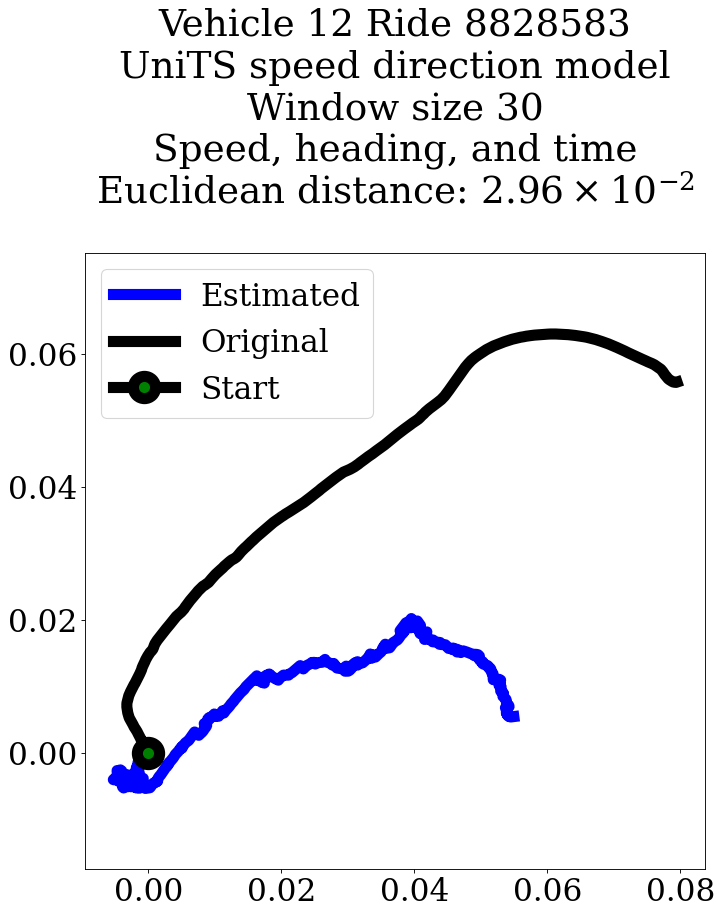 Vehicle 12 Ride 8828583
UniTS speed direction model
Window size 30
Speed, heading, and time
Euclidean distance: 2.96 × 10⁻²
Estimated
Original
Start
0.06
0.04
0.02
0.00
0.00 0.02 0.04 0.06 0.08